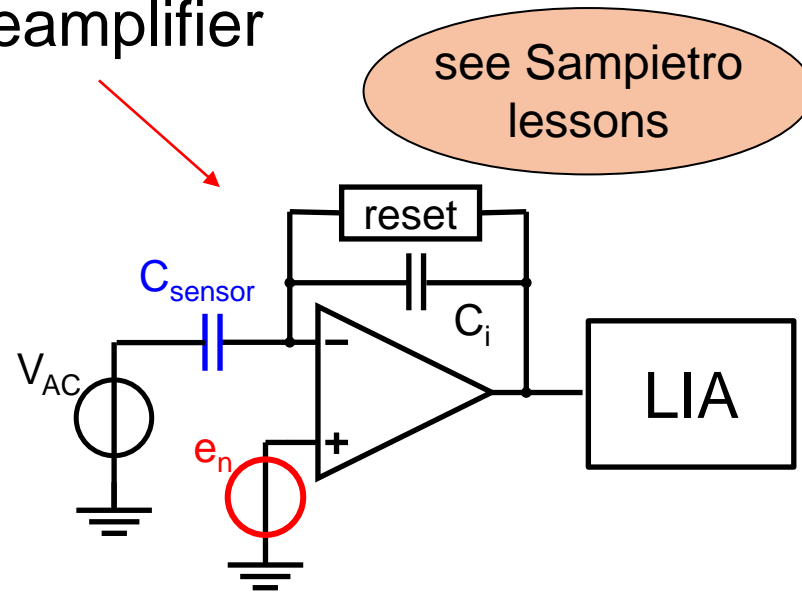 eamplifier
see Sampietro
lessons
reset
C_sensor
C_i
V_AC
LIA
e_n
−
+